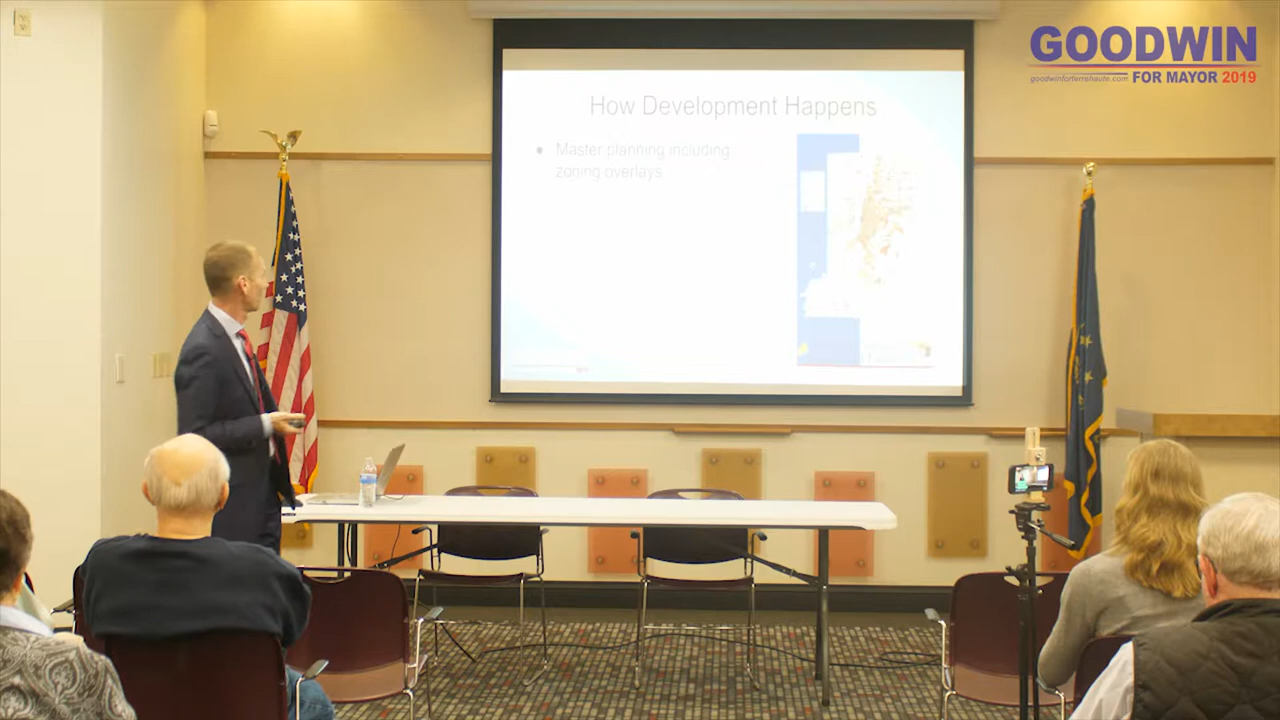 GOODWIN
goodwinforterrehaute.com FOR MAYOR 2019
How Development Happens
Master planning including
zoning overlays